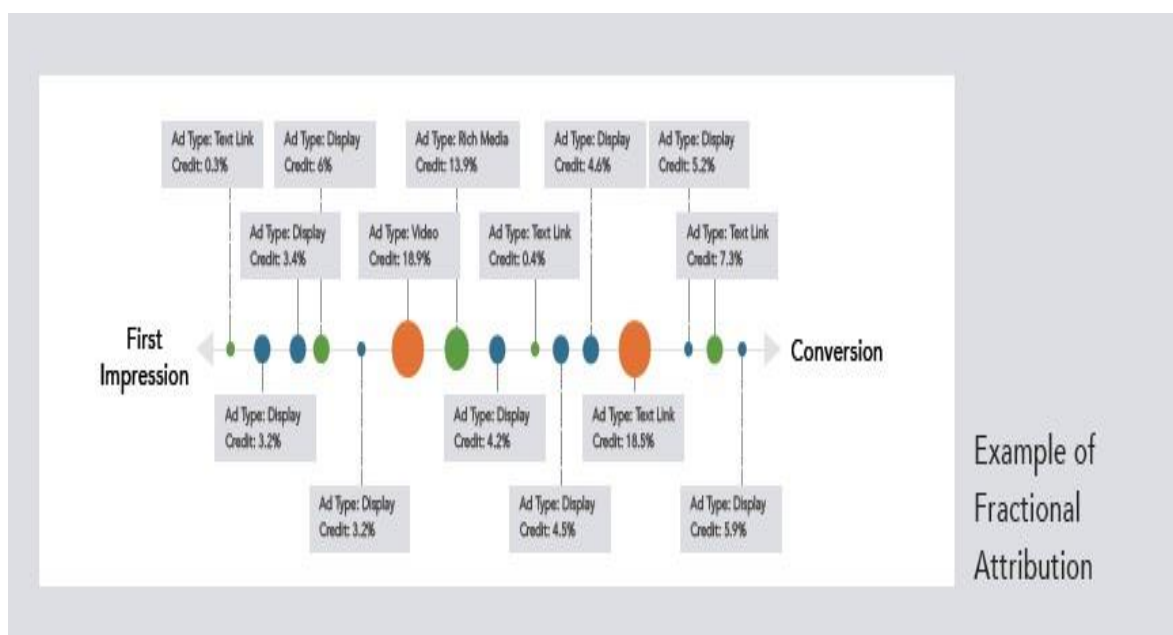 Ad Type: Text Link
Credit: 0.3%
Ad Type: Display
Credit: 6%
Ad Type: Rich Media
Credit: 13.9%
Ad Type: Display
Credit: 4.6%
Ad Type: Display
Credit: 5.2%
Ad Type: Display
Credit: 3.4%
Ad Type: Video
Credit: 18.9%
Ad Type: Text Link
Credit: 0.4%
Ad Type: Text Link
Credit: 7.3%
First
Impression
Conversion
Ad Type: Display
Credit: 3.2%
Ad Type: Display
Credit: 4.2%
Ad Type: Text Link
Credit: 18.5%
Ad Type: Display
Credit: 3.2%
Ad Type: Display
Credit: 4.5%
Ad Type: Display
Credit: 5.9%
Example of
Fractional
Attribution